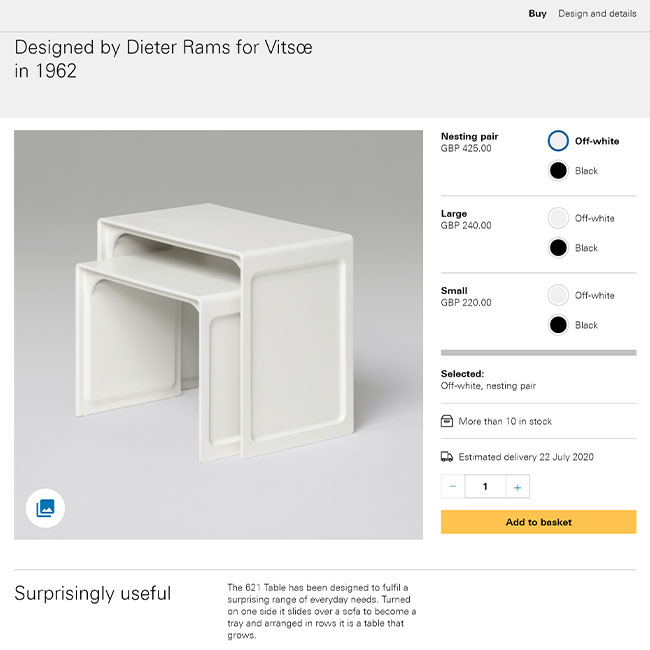 Buy Design and details
Designed by Dieter Rams for Vitsœ
in 1962
Nesting pair
GBP 425.00
Off-white
Black
Large
GBP 240.00
Off-white
Black
Small
GBP 220.00
Off-white
Black
Selected:
Off-white, nesting pair
More than 10 in stock
Estimated delivery 22 July 2020
− 1 +
Add to basket
Surprisingly useful
The 621 Table has been designed to fulfil a
surprising range of everyday needs. Turned
on one side it slides over a sofa to become a
tray and arranged in rows it is a table that
grows.